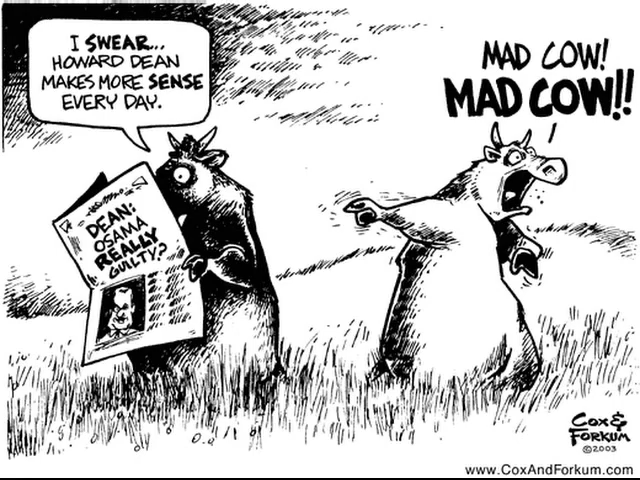 I SWEAR...
HOWARD DEAN
MAKES MORE SENSE
EVERY DAY.
MAD COW!
MAD COW!!
DEAN:
OSAMA
REALLY
GUILTY?
COX &
FORKUM
©2003
www.CoxAndForkum.com